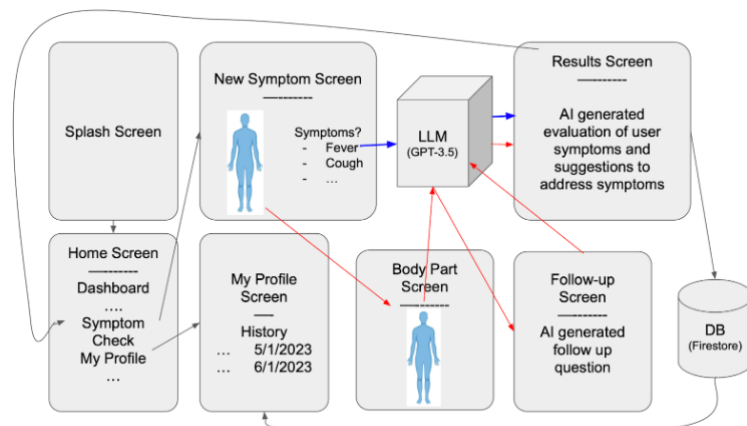 Splash Screen
New Symptom Screen
Symptoms?
- Fever
- Cough
- ...
LLM
(GPT-3.5)
Results Screen
AI generated
evaluation of user
symptoms and
suggestions to
address symptoms
Home Screen
Dashboard
....
Symptom
Check
My Profile
...
My Profile
Screen
History
... 5/1/2023
... 6/1/2023
Body Part
Screen
Follow-up
Screen
AI generated
follow up
question
DB
(Firestore)